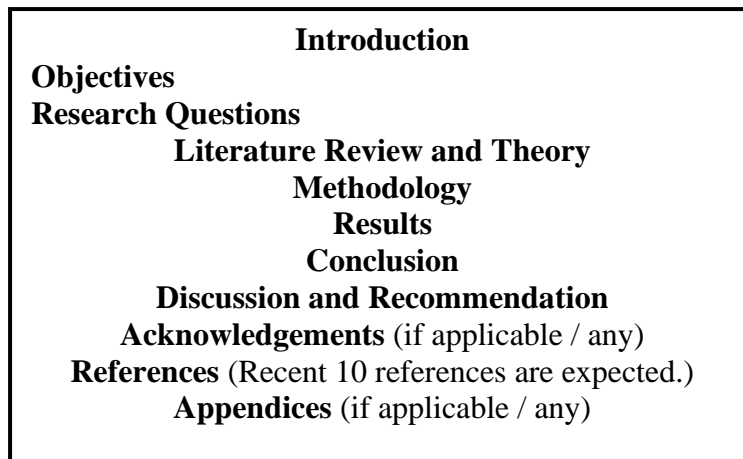 Introduction
Objectives
Research Questions
Literature Review and Theory
Methodology
Results
Conclusion
Discussion and Recommendation
Acknowledgements (if applicable / any)
References (Recent 10 references are expected.)
Appendices (if applicable / any)